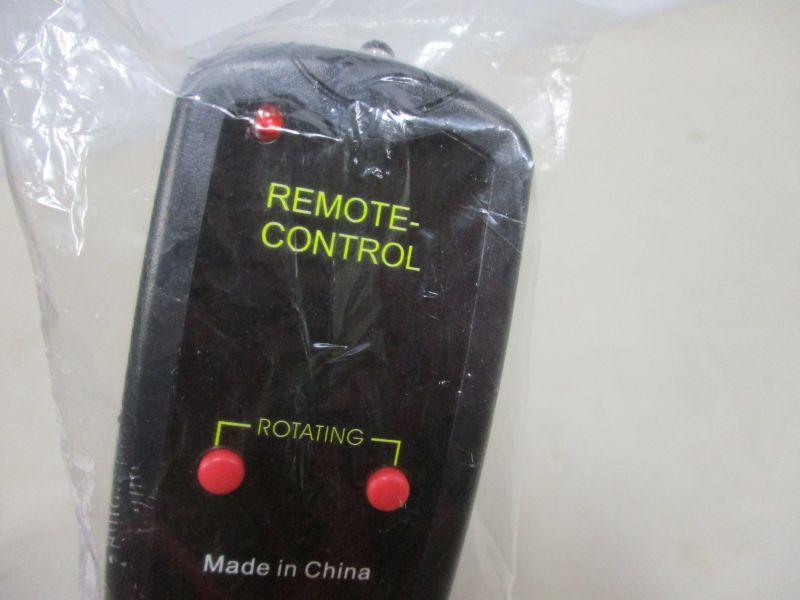 REMOTE-
CONTROL
ROTATING
Made in China